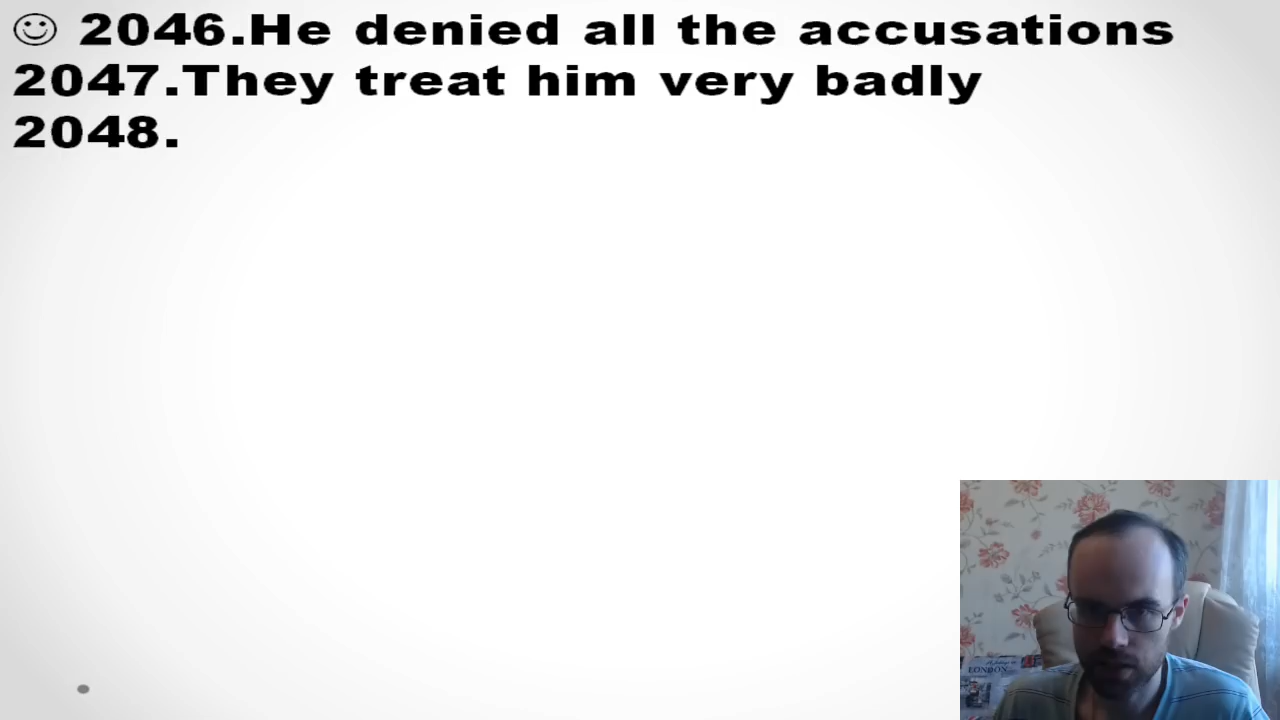 ☺ 2046.He denied all the accusations
2047.They treat him very badly
2048.
LONDON